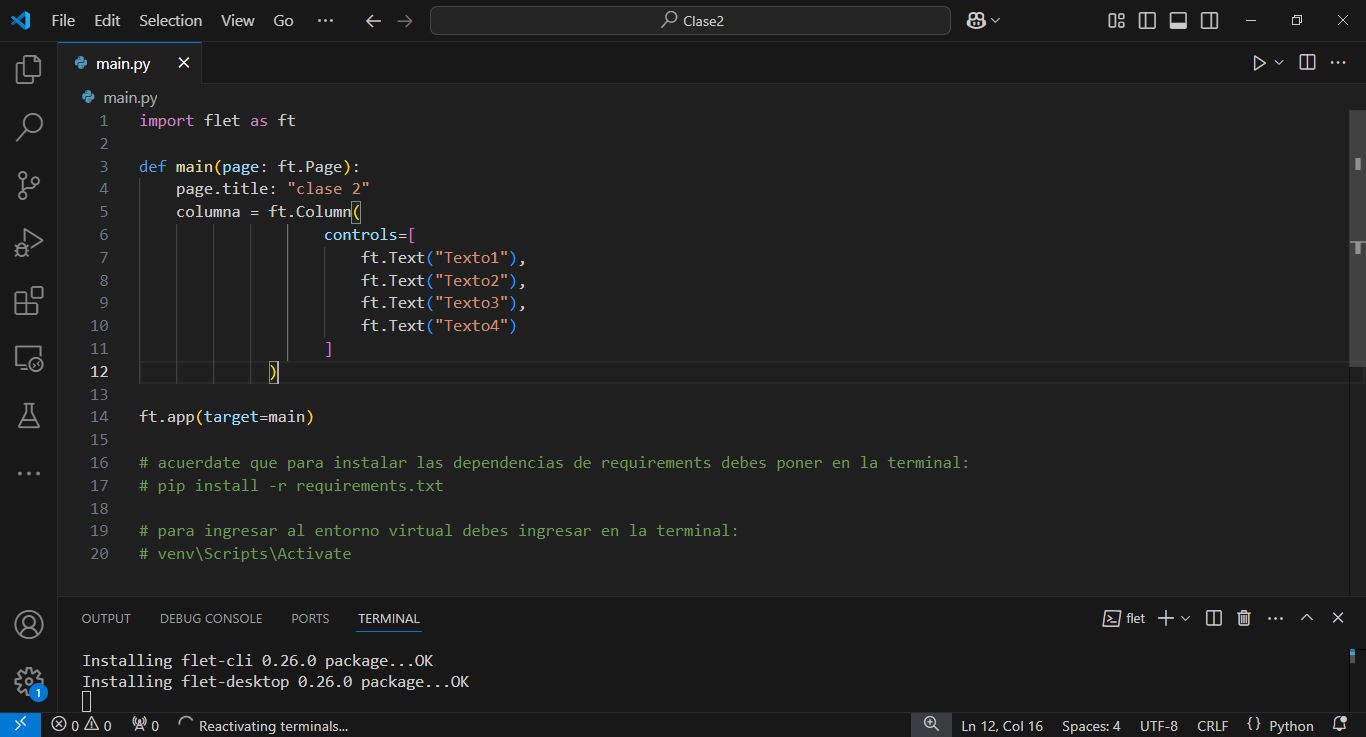 File Edit Selection View Go ··· Clase2
main.py
main.py
1 import flet as ft
2
3 def main(page: ft.Page):
4 page.title: "clase 2"
5 columna = ft.Column(
6 controls=[
7 ft.Text("Texto1"),
8 ft.Text("Texto2"),
9 ft.Text("Texto3"),
10 ft.Text("Texto4")
11 ]
12 )
13
14 ft.app(target=main)
15
16 # acuerdate que para instalar las dependencias de requirements debes poner en la terminal:
17 # pip install -r requirements.txt
18
19 # para ingresar al entorno virtual debes ingresar en la terminal:
20 # venv\Scripts\Activate
OUTPUT DEBUG CONSOLE PORTS TERMINAL flet
Installing flet-cli 0.26.0 package...OK
Installing flet-desktop 0.26.0 package...OK
1
0 0 0 Reactivating terminals... Ln 12, Col 16 Spaces: 4 UTF-8 CRLF {} Python